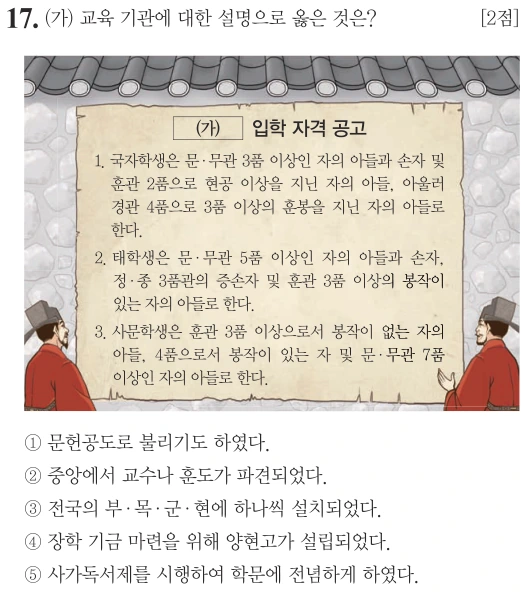 17. (가) 교육 기관에 대한 설명으로 옳은 것은? [2점]
(가) 입학 자격 공고
1. 국자학생은 문·무관 3품 이상인 자의 아들과 손자 및
훈관 2품으로 현공 이상을 지닌 자의 아들, 아울러
경관 4품으로 3품 이상의 훈봉을 지닌 자의 아들로
한다.
2. 태학생은 문·무관 5품 이상인 자의 아들과 손자,
정·종 3품관의 증손자 및 훈관 3품 이상의 봉작이
있는 자의 아들로 한다.
3. 사문학생은 훈관 3품 이상으로서 봉작이 없는 자의
아들, 4품으로서 봉작이 있는 자 및 문·무관 7품
이상인 자의 아들로 한다.
① 문헌공도로 불리기도 하였다.
② 중앙에서 교수나 훈도가 파견되었다.
③ 전국의 부·목·군·현에 하나씩 설치되었다.
④ 장학 기금 마련을 위해 양현고가 설립되었다.
⑤ 사가독서제를 시행하여 학문에 전념하게 하였다.